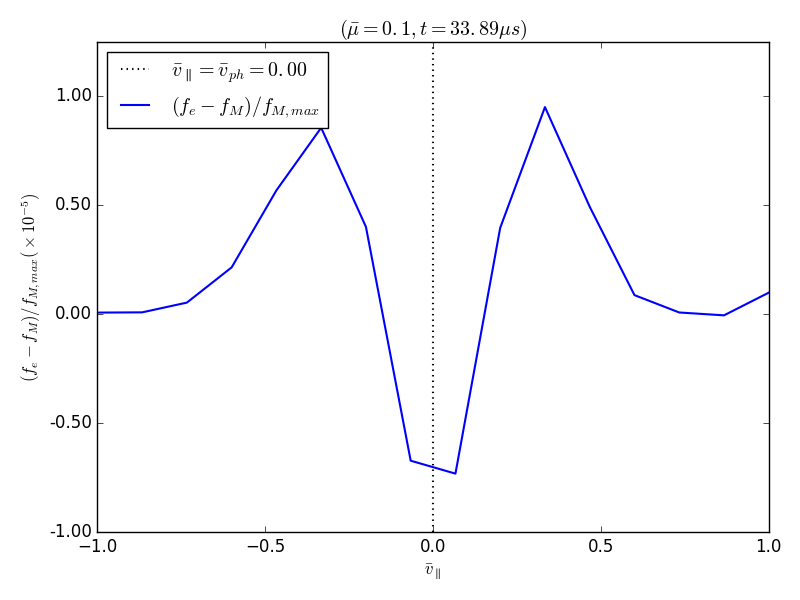 (μ̄ = 0.1, t = 33.89μs)
v̄∥ = v̄ph = 0.00
(fe − fM)/fM,max
1.00
0.50
0.00
-0.50
-1.00
(fe − fM)/fM,max(×10−5)
−1.0 −0.5 0.0 0.5 1.0
v̄∥